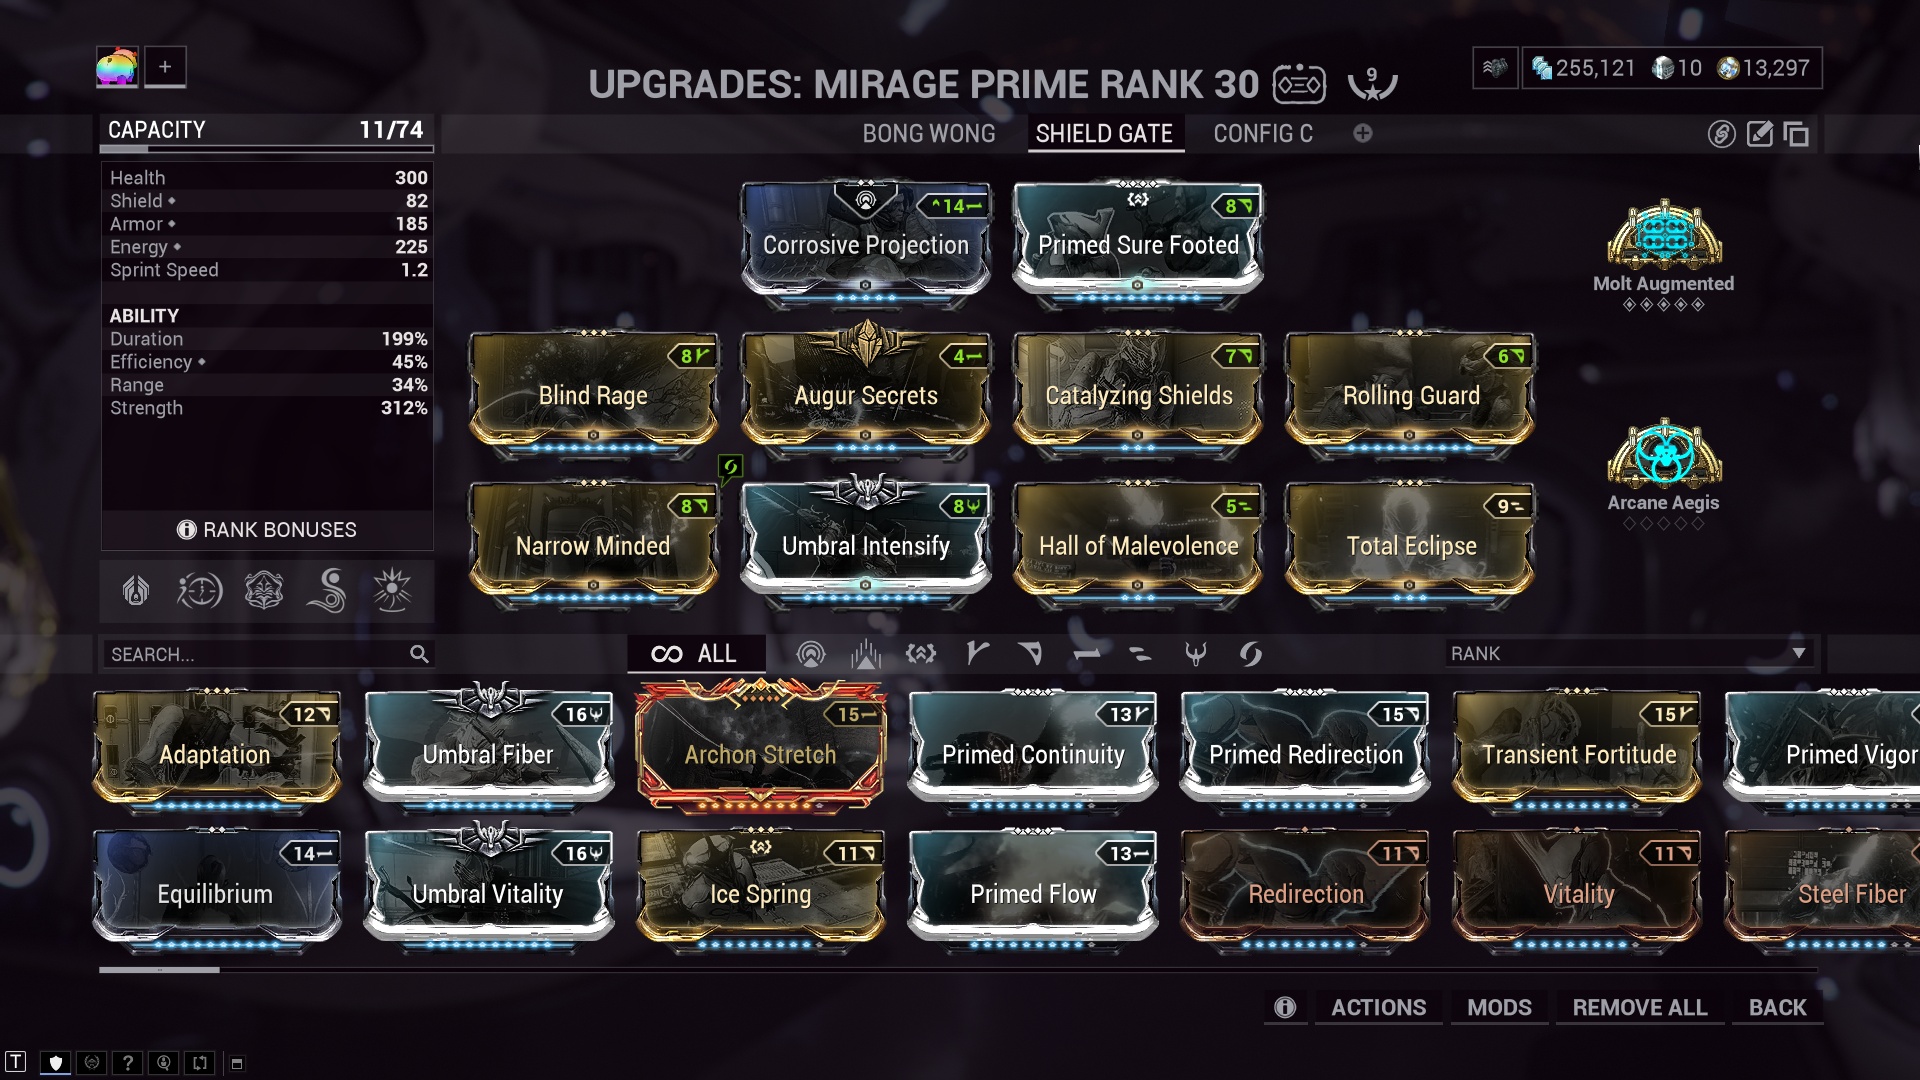 UPGRADES: MIRAGE PRIME RANK 30
9
255,121
10
13,297
CAPACITY 11/74
BONG WONG
SHIELD GATE
CONFIG C
Health 300
Shield 82
Armor 185
Energy 225
Sprint Speed 1.2
ABILITY
Duration 199%
Efficiency 45%
Range 34%
Strength 312%
RANK BONUSES
14
Corrosive Projection
8
Primed Sure Footed
Molt Augmented
8
Blind Rage
4
Augur Secrets
7
Catalyzing Shields
6
Rolling Guard
Arcane Aegis
8
Narrow Minded
8
Umbral Intensify
5
Hall of Malevolence
9
Total Eclipse
SEARCH...
ALL
RANK
12
Adaptation
16
Umbral Fiber
15
Archon Stretch
13
Primed Continuity
15
Primed Redirection
15
Transient Fortitude
Primed Vigor
14
Equilibrium
16
Umbral Vitality
11
Ice Spring
13
Primed Flow
11
Redirection
11
Vitality
Steel Fiber
ACTIONS
MODS
REMOVE ALL
BACK
T
?